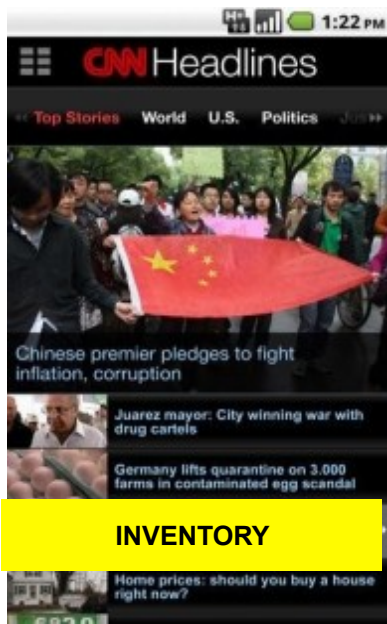 1:22 PM
CNN Headlines
Top Stories World U.S. Politics
Chinese premier pledges to fight
inflation, corruption
Juarez mayor: City winning war with
drug cartels
Germany lifts quarantine on 3.000
farms in contaminated egg scandal
INVENTORY
Home prices: should you buy a house
right now?